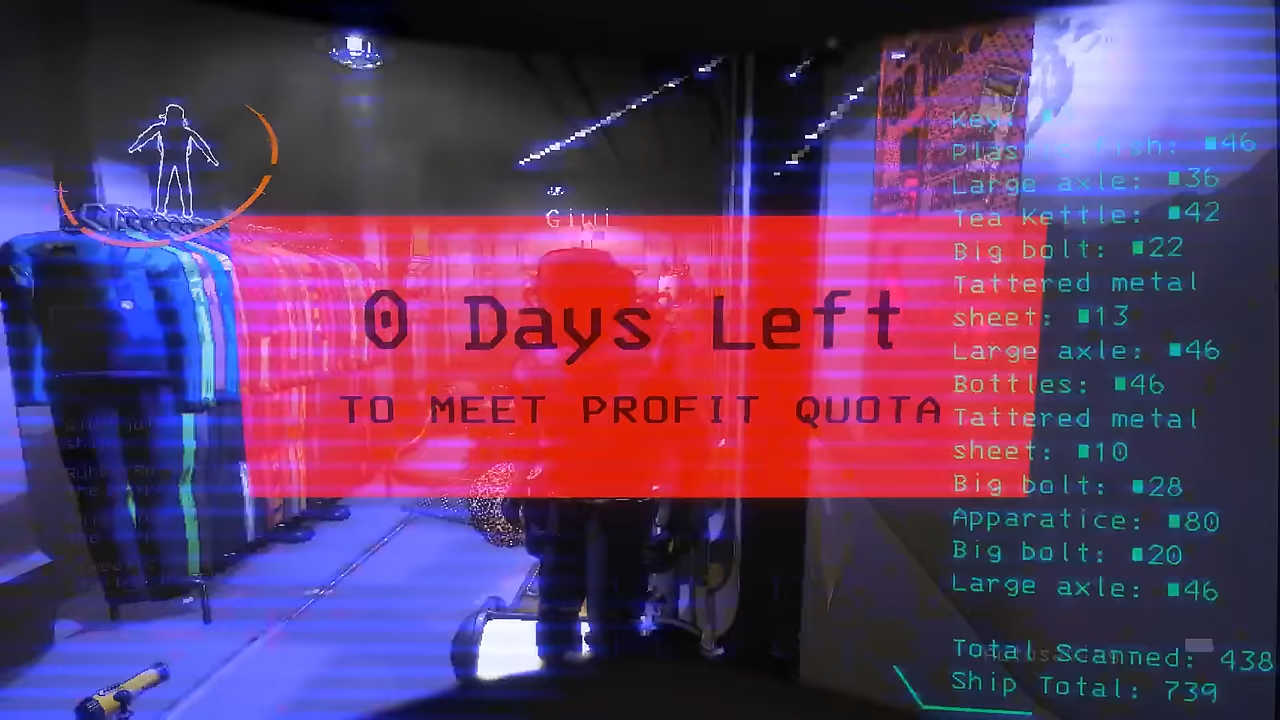 Giwi
0 Days Left
TO MEET PROFIT QUOTA
Key:
Plastic fish: ■46
Large axle: ■36
Tea Kettle: ■42
Big bolt: ■22
Tattered metal
sheet: ■13
Large axle: ■46
Bottles: ■46
Tattered metal
sheet: ■10
Big bolt: ■28
Apparatice: ■80
Big bolt: ■20
Large axle: ■46
Total Scanned: 438
Ship Total: 739